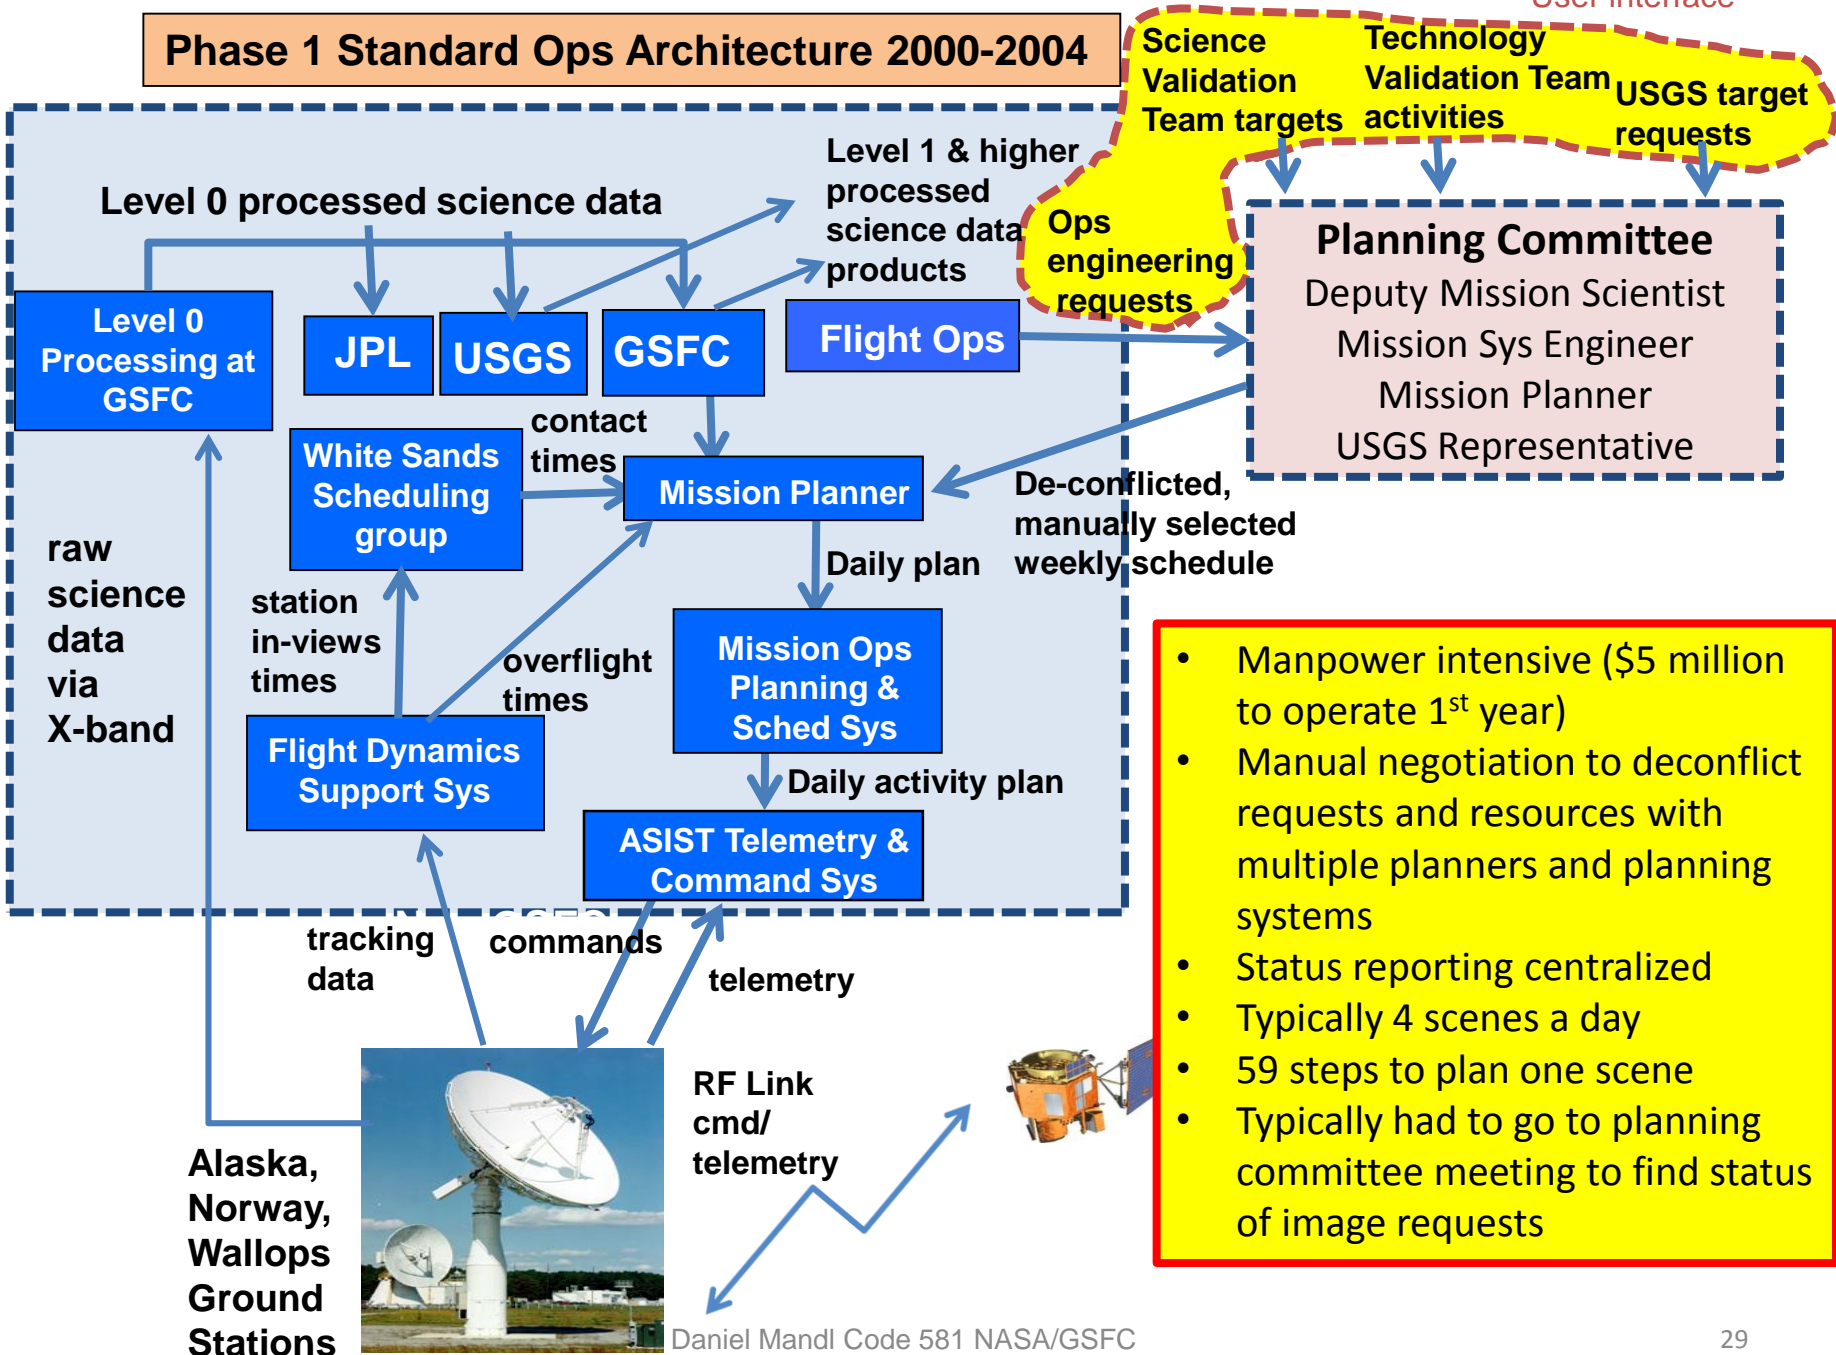 User Interface
Phase 1 Standard Ops Architecture 2000-2004
Science
Validation
Team targets
Technology
Validation Team
activities
USGS target
requests
Ops
engineering
requests
Level 1 & higher
processed
science data
products
Level 0 processed science data
Planning Committee
Deputy Mission Scientist
Mission Sys Engineer
Mission Planner
USGS Representative
Level 0
Processing at
GSFC
JPL
USGS
GSFC
Flight Ops
contact
times
White Sands
Scheduling
group
Mission Planner
De-conflicted,
manually selected
weekly schedule
raw
science
data
via
X-band
station
in-views
times
overflight
times
Daily plan
Mission Ops
Planning &
Sched Sys
Flight Dynamics
Support Sys
Daily activity plan
ASIST Telemetry &
Command Sys
tracking
data
commands
telemetry
• Manpower intensive ($5 million
to operate 1st year)
• Manual negotiation to deconflict
requests and resources with
multiple planners and planning
systems
• Status reporting centralized
• Typically 4 scenes a day
• 59 steps to plan one scene
• Typically had to go to planning
committee meeting to find status
of image requests
RF Link
cmd/
telemetry
Alaska,
Norway,
Wallops
Ground
Stations
Daniel Mandl Code 581 NASA/GSFC
29